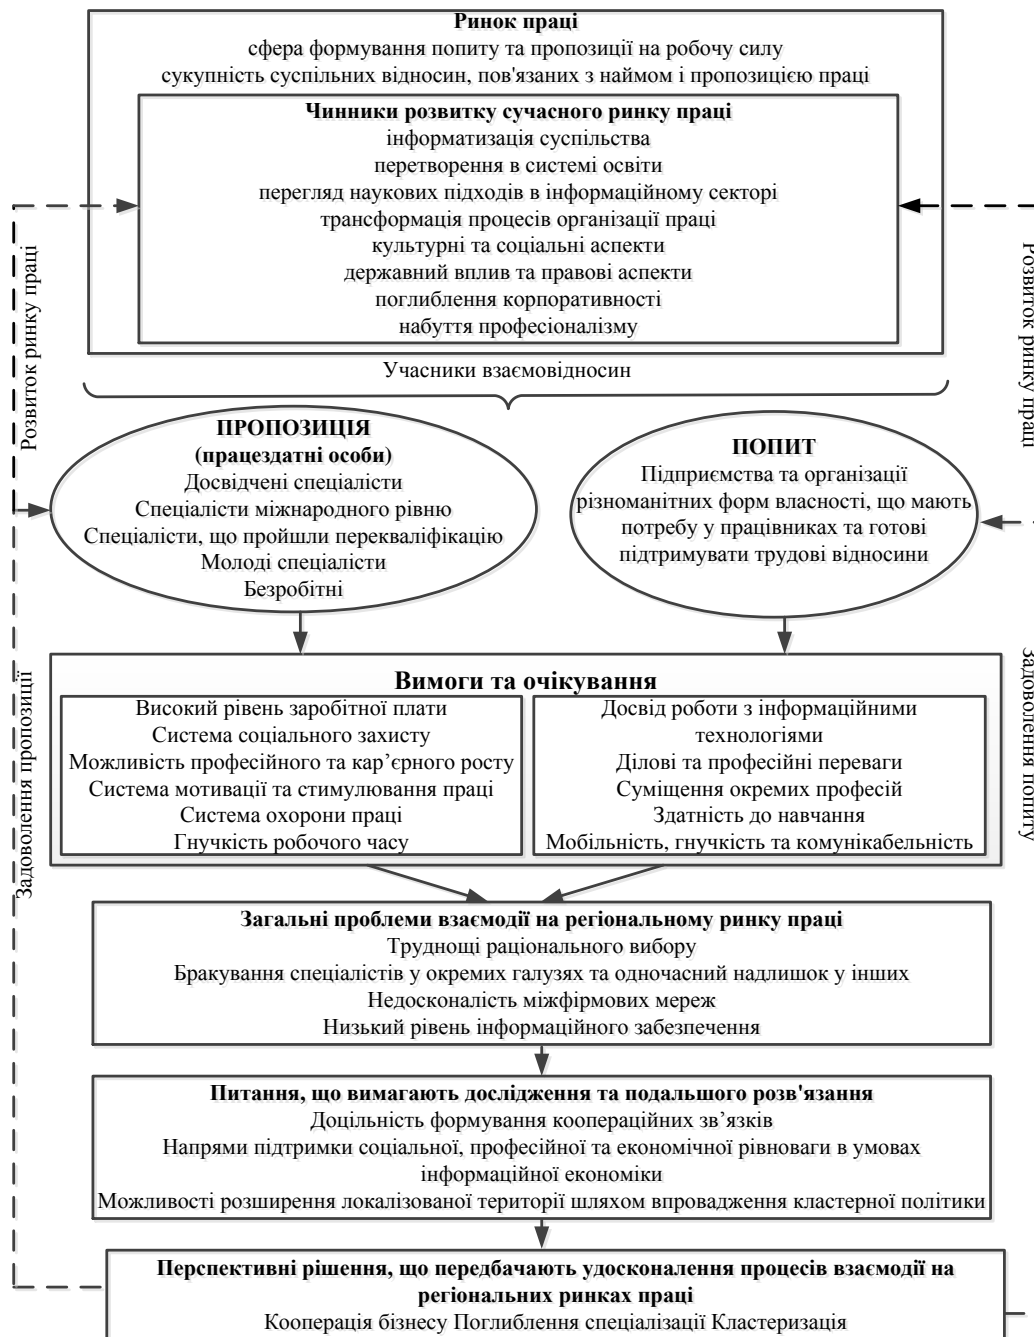 Ринок праці
сфера формування попиту та пропозиції на робочу силу
сукупність суспільних відносин, пов'язаних з наймом і пропозицією праці
Чинники розвитку сучасного ринку праці
інформатизація суспільства
перетворення в системі освіти
перегляд наукових підходів в інформаційному секторі
трансформація процесів організації праці
культурні та соціальні аспекти
державний вплив та правові аспекти
поглиблення корпоративності
набуття професіоналізму
Розвиток ринку праці
Розвиток ринку праці
Учасники взаємовідносин
ПРОПОЗИЦІЯ
(працездатні особи)
Досвідчені спеціалісти
Спеціалісти міжнародного рівню
Спеціалісти, що пройшли перекваліфікацію
Молоді спеціалісти
Безробітні
ПОПИТ
Підприємства та організації
різноманітних форм власності, що мають
потребу у працівниках та готові
підтримувати трудові відносини
Задоволення пропозиції
Задоволення попиту
Вимоги та очікування
Високий рівень заробітної плати
Система соціального захисту
Можливість професійного та кар’єрного росту
Система мотивації та стимулювання праці
Система охорони праці
Гнучкість робочого часу
Досвід роботи з інформаційними
технологіями
Ділові та професійні переваги
Суміщення окремих професій
Здатність до навчання
Мобільність, гнучкість та комунікабельність
Загальні проблеми взаємодії на регіональному ринку праці
Труднощі раціонального вибору
Бракування спеціалістів у окремих галузях та одночасний надлишок у інших
Недосконалість міжфірмових мереж
Низький рівень інформаційного забезпечення
Питання, що вимагають дослідження та подальшого розв'язання
Доцільність формування коопераційних зв’язків
Напрями підтримки соціальної, професійної та економічної рівноваги в умовах
інформаційної економіки
Можливості розширення локалізованої території шляхом впровадження кластерної політики
Перспективні рішення, що передбачають удосконалення процесів взаємодії на
регіональних ринках праці
Кооперація бізнесу Поглиблення спеціалізації Кластеризація